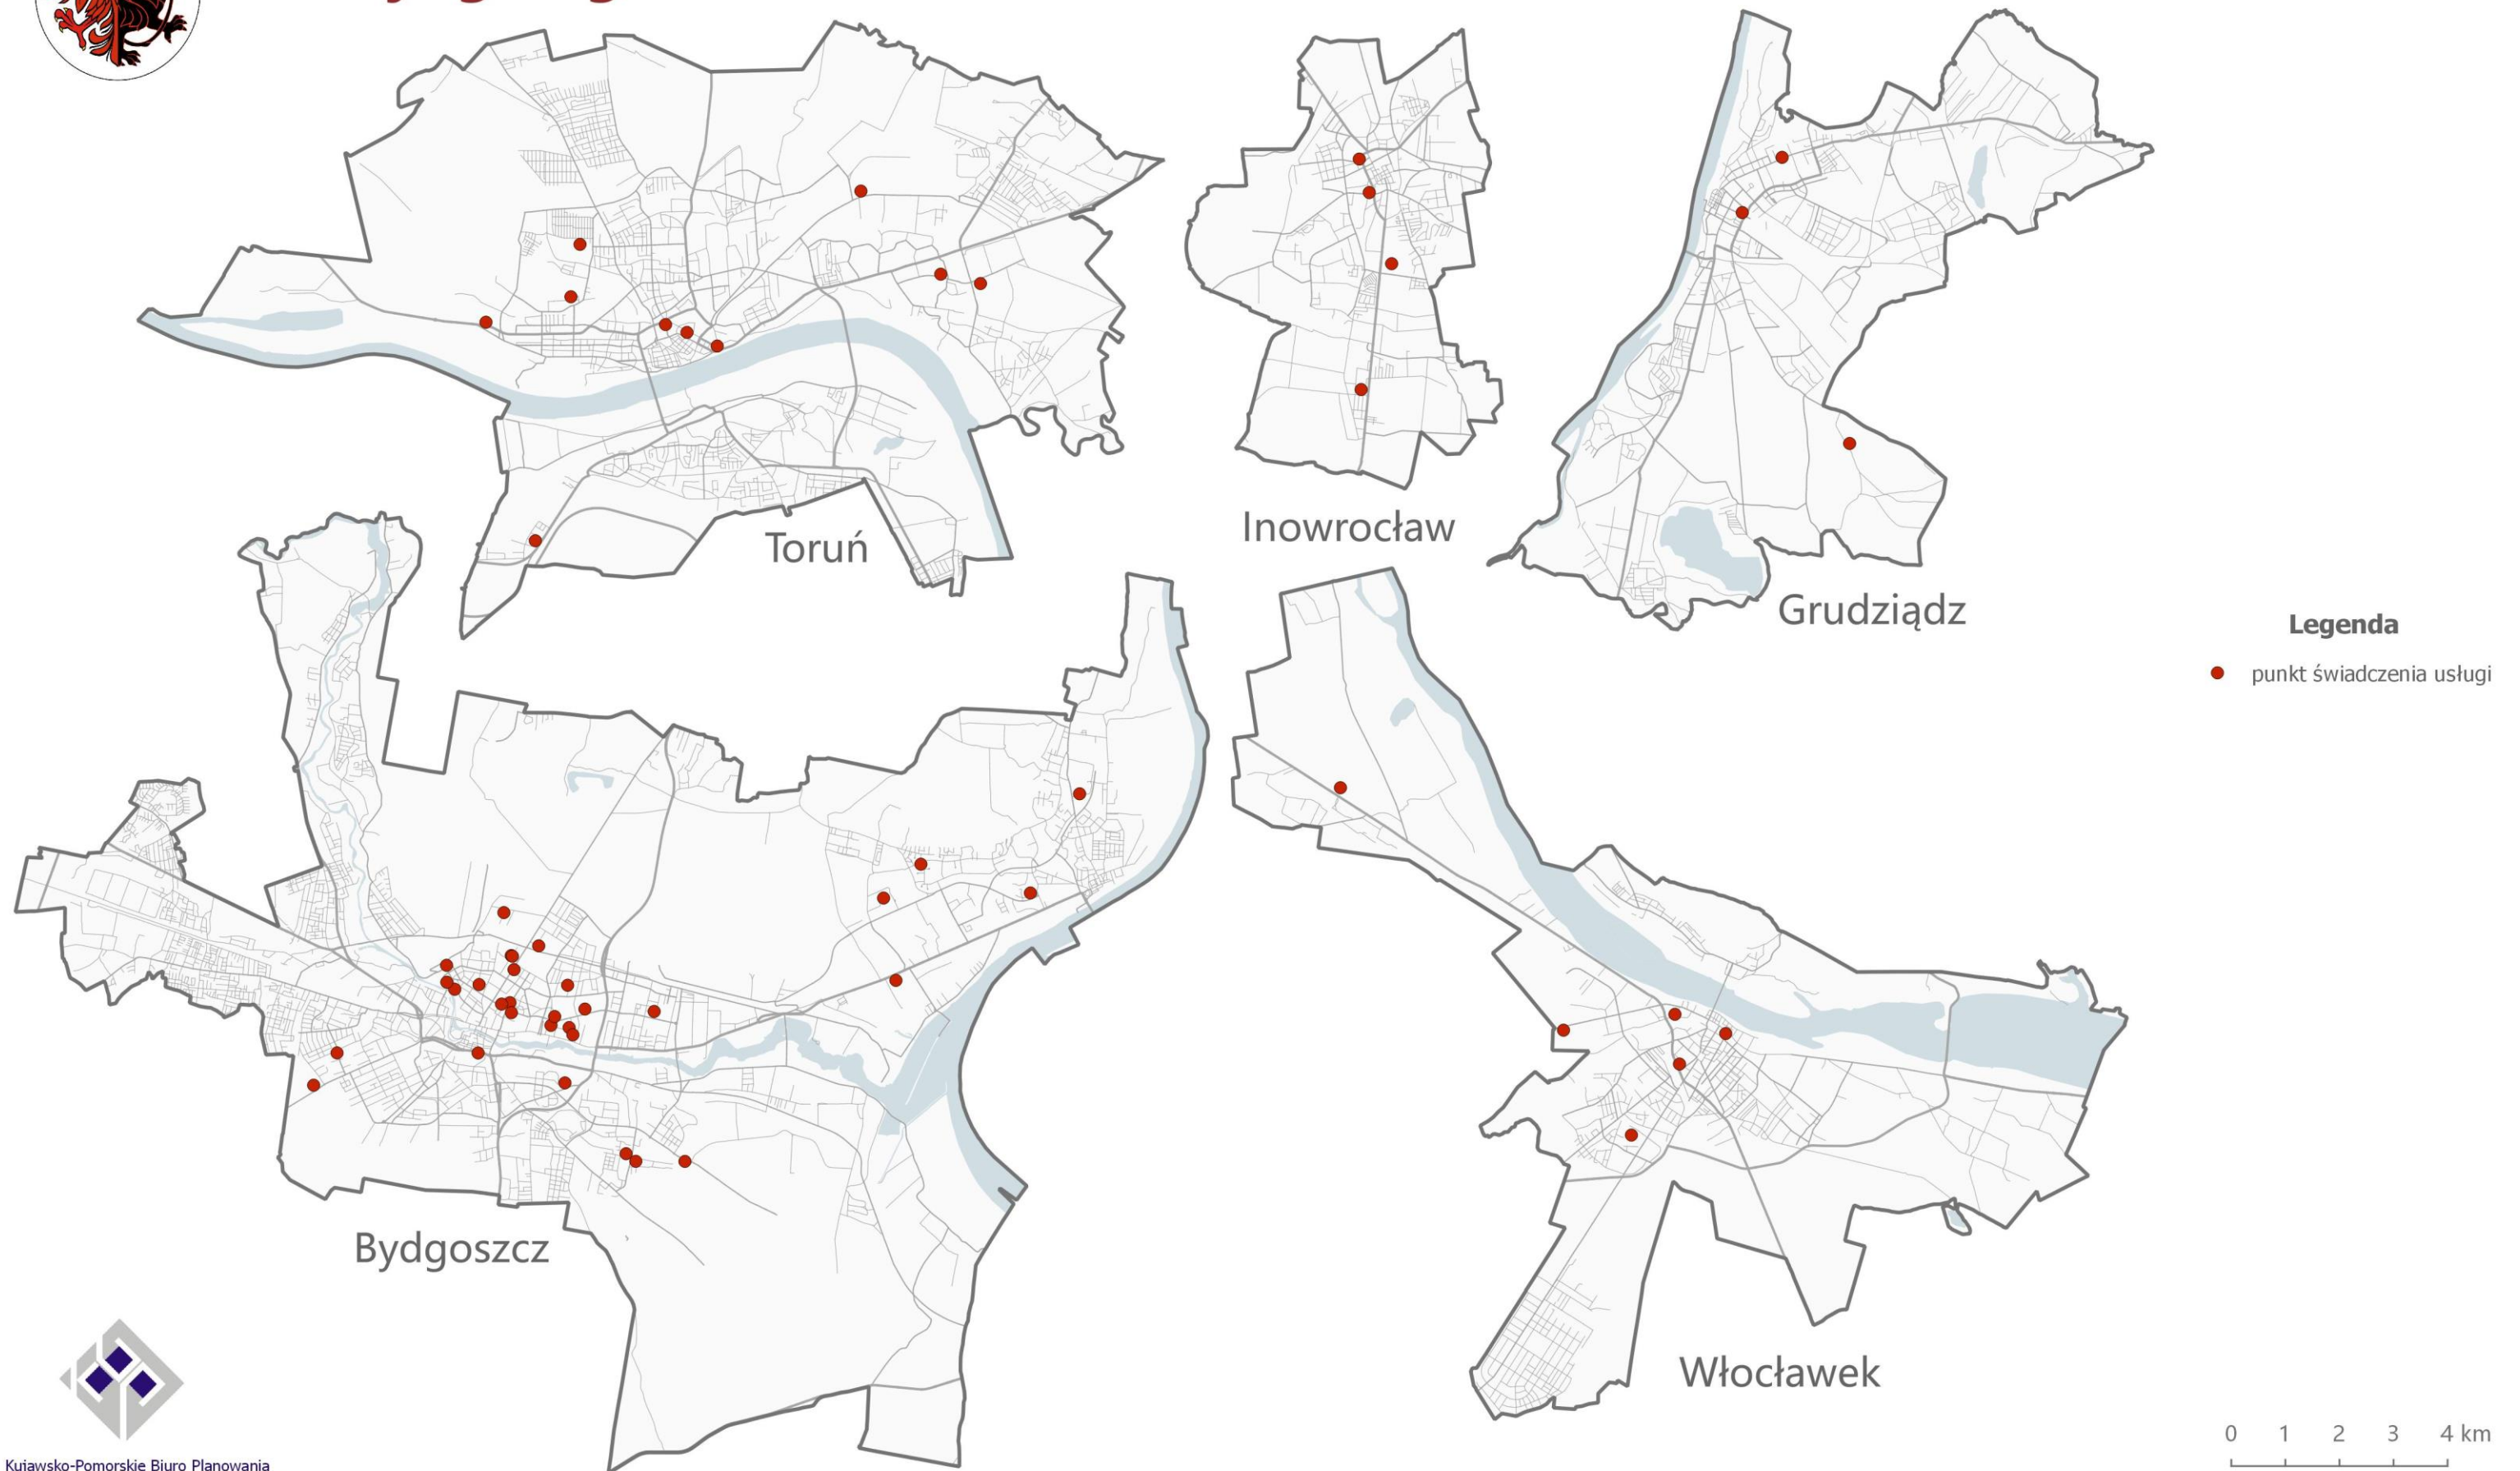 Toruń
Inowrocław
Grudziądz
Legenda
punkt świadczenia usługi
Bydgoszcz
Włocławek
0 1 2 3 4 km
Kujawsko-Pomorskie Biuro Planowania